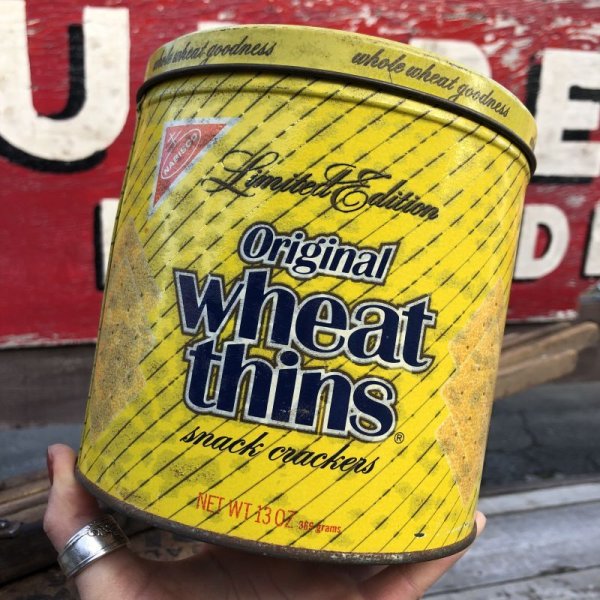 whole wheat goodness
whole wheat goodness
NABISCO
Limited Edition
Original
wheat
thins®
snack crackers
NET WT 13 OZ 369 grams
U
E
D